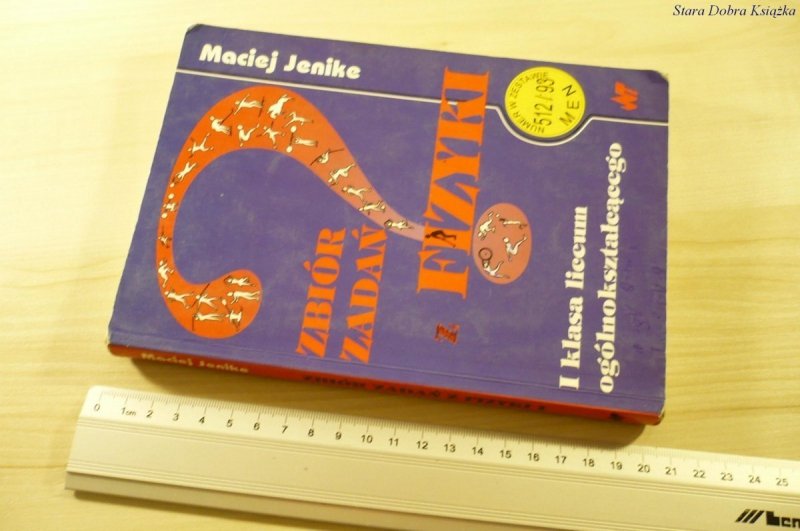 Stara Dobra Książka
Maciej Jenike
NUMER W ZESTAWIE
512/93
MEN
ZBIÓR
ZADAŃ
Z FIZYKI
I klasa liceum
ogólnokształcącego
Maciej Jenike
ZBIÓR ZADAŃ Z FIZYKI
0 1cm 2 3 4 5 6 7 8 9 10 11 12 13 14 15 16 17 18 19 20 21 22 23 24 25